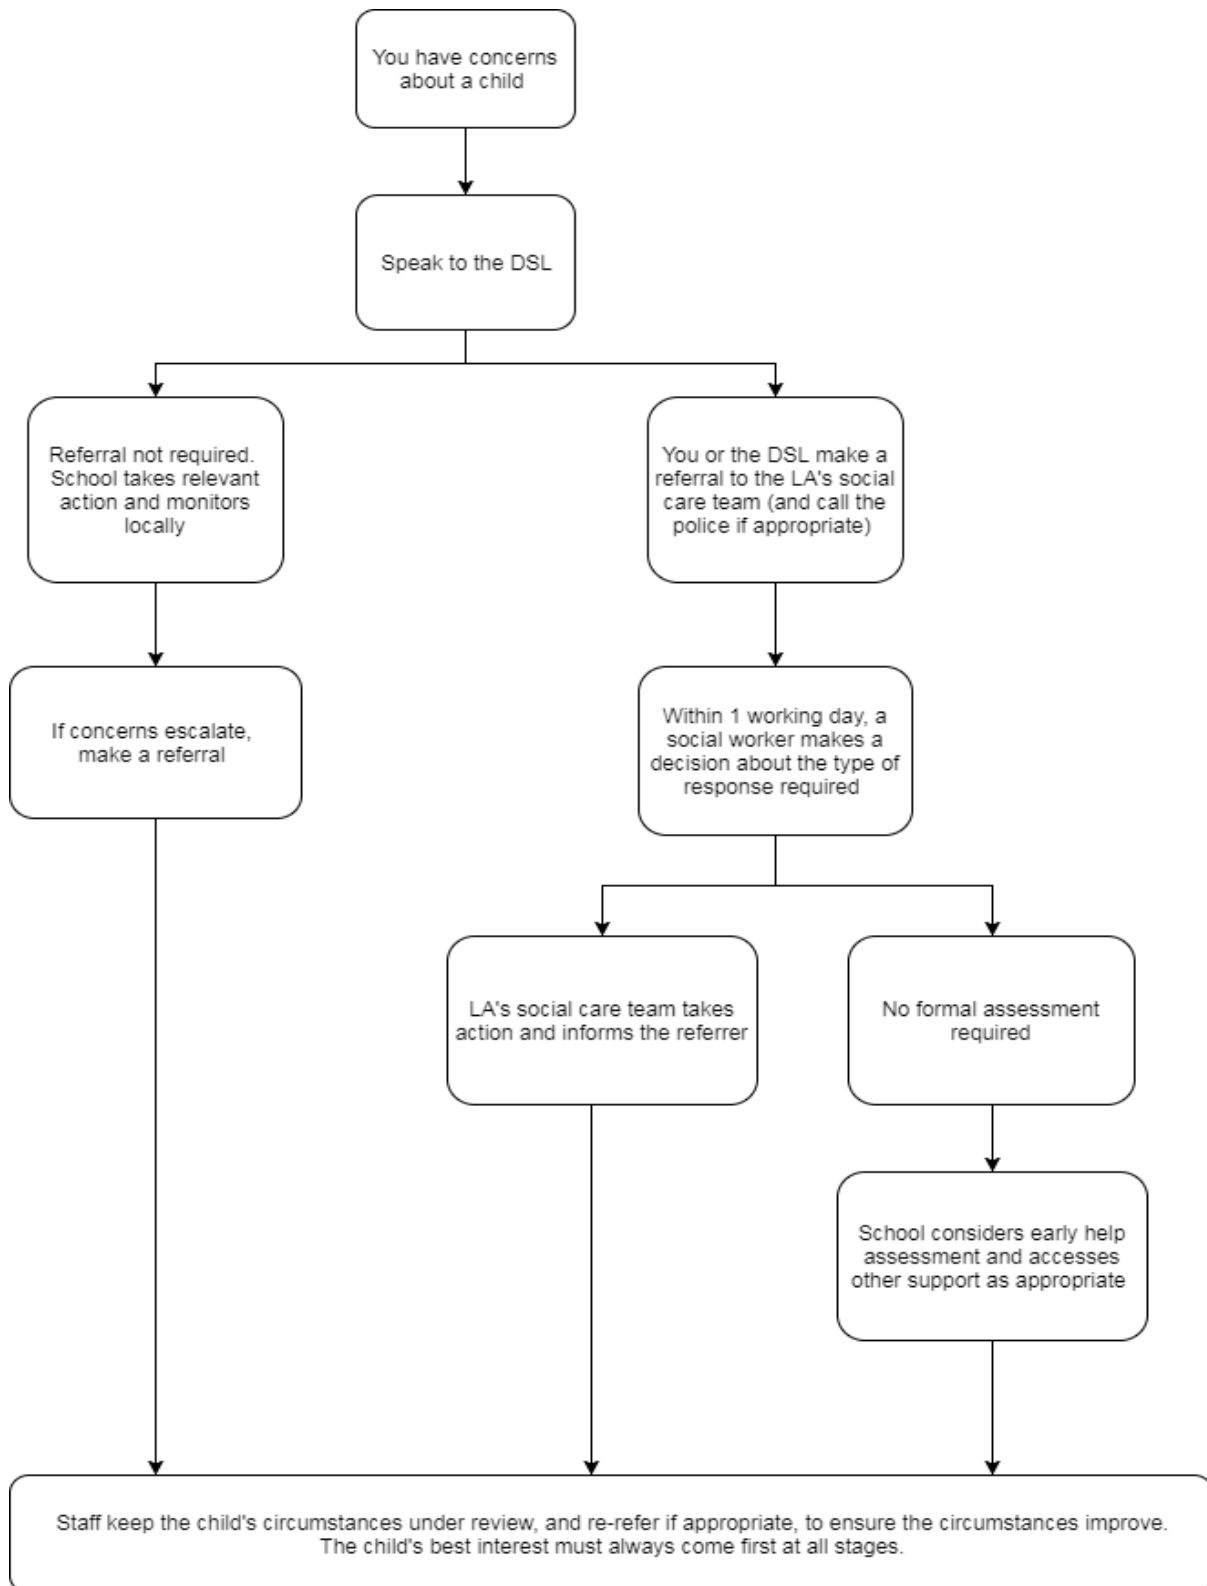 You have concerns
about a child
Speak to the DSL
Referral not required.
School takes relevant
action and monitors
locally
You or the DSL make a
referral to the LA's social
care team (and call the
police if appropriate)
If concerns escalate,
make a referral
Within 1 working day, a
social worker makes a
decision about the type of
response required
LA's social care team takes
action and informs the referrer
No formal assessment
required
School considers early help
assessment and accesses
other support as appropriate
Staff keep the child's circumstances under review, and re-refer if appropriate, to ensure the circumstances improve.
The child's best interest must always come first at all stages.